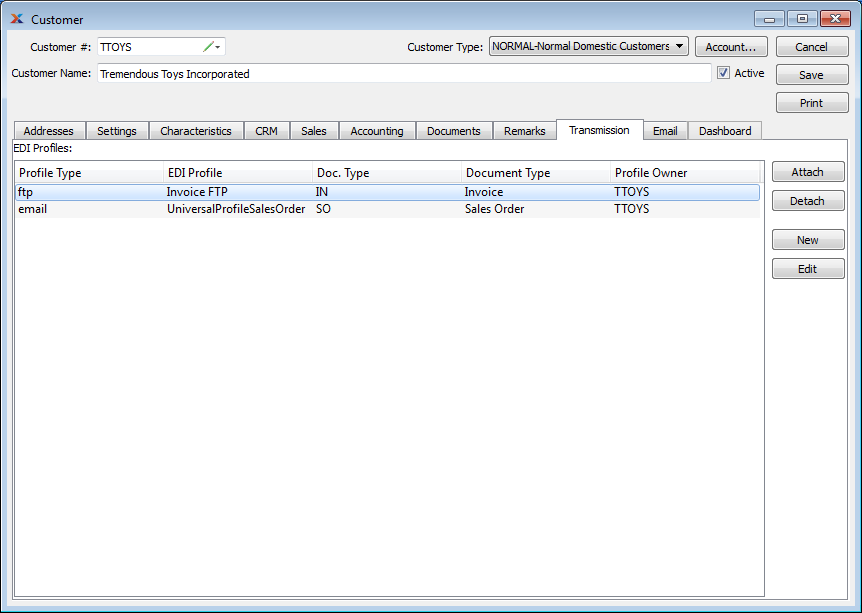 Customer
Customer #: TTOYS Customer Type: NORMAL-Normal Domestic Customers Account... Cancel
Customer Name: Tremendous Toys Incorporated Active Save
Print
Addresses Settings Characteristics CRM Sales Accounting Documents Remarks Transmission Email Dashboard
EDI Profiles:
Profile Type EDI Profile Doc. Type Document Type Profile Owner Attach
ftp Invoice FTP IN Invoice TTOYS
email UniversalProfileSalesOrder SO Sales Order TTOYS
Detach
New
Edit